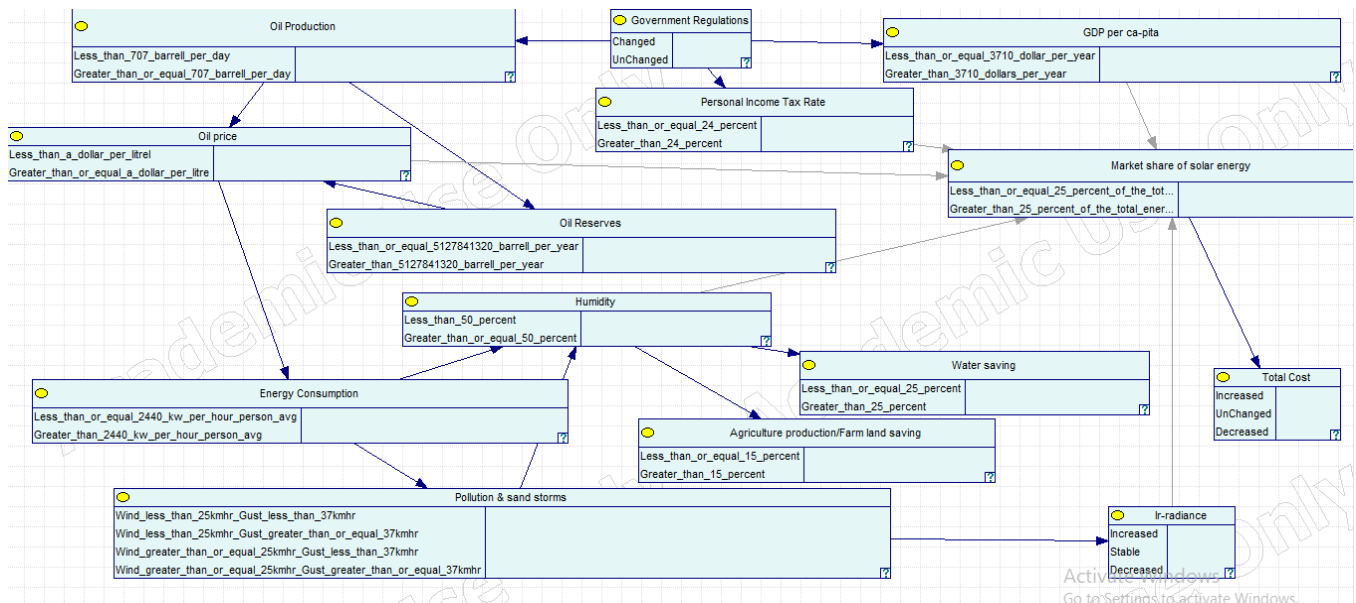 Oil Production
Less_than_707_barrell_per_day
Greater_than_or_equal_707_barrell_per_day
?
Government Regulations
Changed
UnChanged
?
GDP per ca-pita
Less_than_or_equal_3710_dollar_per_year
Greater_than_3710_dollars_per_year
?
Personal Income Tax Rate
Less_than_or_equal_24_percent
Greater_than_24_percent
?
Oil price
Less_than_a_dollar_per_litrel
Greater_than_or_equal_a_dollar_per_litre
?
Market share of solar energy
Less_than_or_equal_25_percent_of_the_tot...
Greater_than_25_percent_of_the_total_ener...
Oil Reserves
Less_than_or_equal_5127841320_barrell_per_year
Greater_than_5127841320_barrell_per_year
?
Humidity
Less_than_50_percent
Greater_than_or_equal_50_percent
?
Water saving
Less_than_or_equal_25_percent
Greater_than_25_percent
?
Total Cost
Increased
UnChanged
Decreased
?
Energy Consumption
Less_than_or_equal_2440_kw_per_hour_person_avg
Greater_than_2440_kw_per_hour_person_avg
?
Agriculture production/Farm land saving
Less_than_or_equal_15_percent
Greater_than_15_percent
?
Pollution & sand storms
Wind_less_than_25kmhr_Gust_less_than_37kmhr
Wind_less_than_25kmhr_Gust_greater_than_or_equal_37kmhr
Wind_greater_than_or_equal_25kmhr_Gust_less_than_37kmhr
Wind_greater_than_or_equal_25kmhr_Gust_greater_than_or_equal_37kmhr
?
Ir-radiance
Increased
Stable
Decreased
?
Activate Windows
Go to Settings to activate Windows.
Academic Use Only